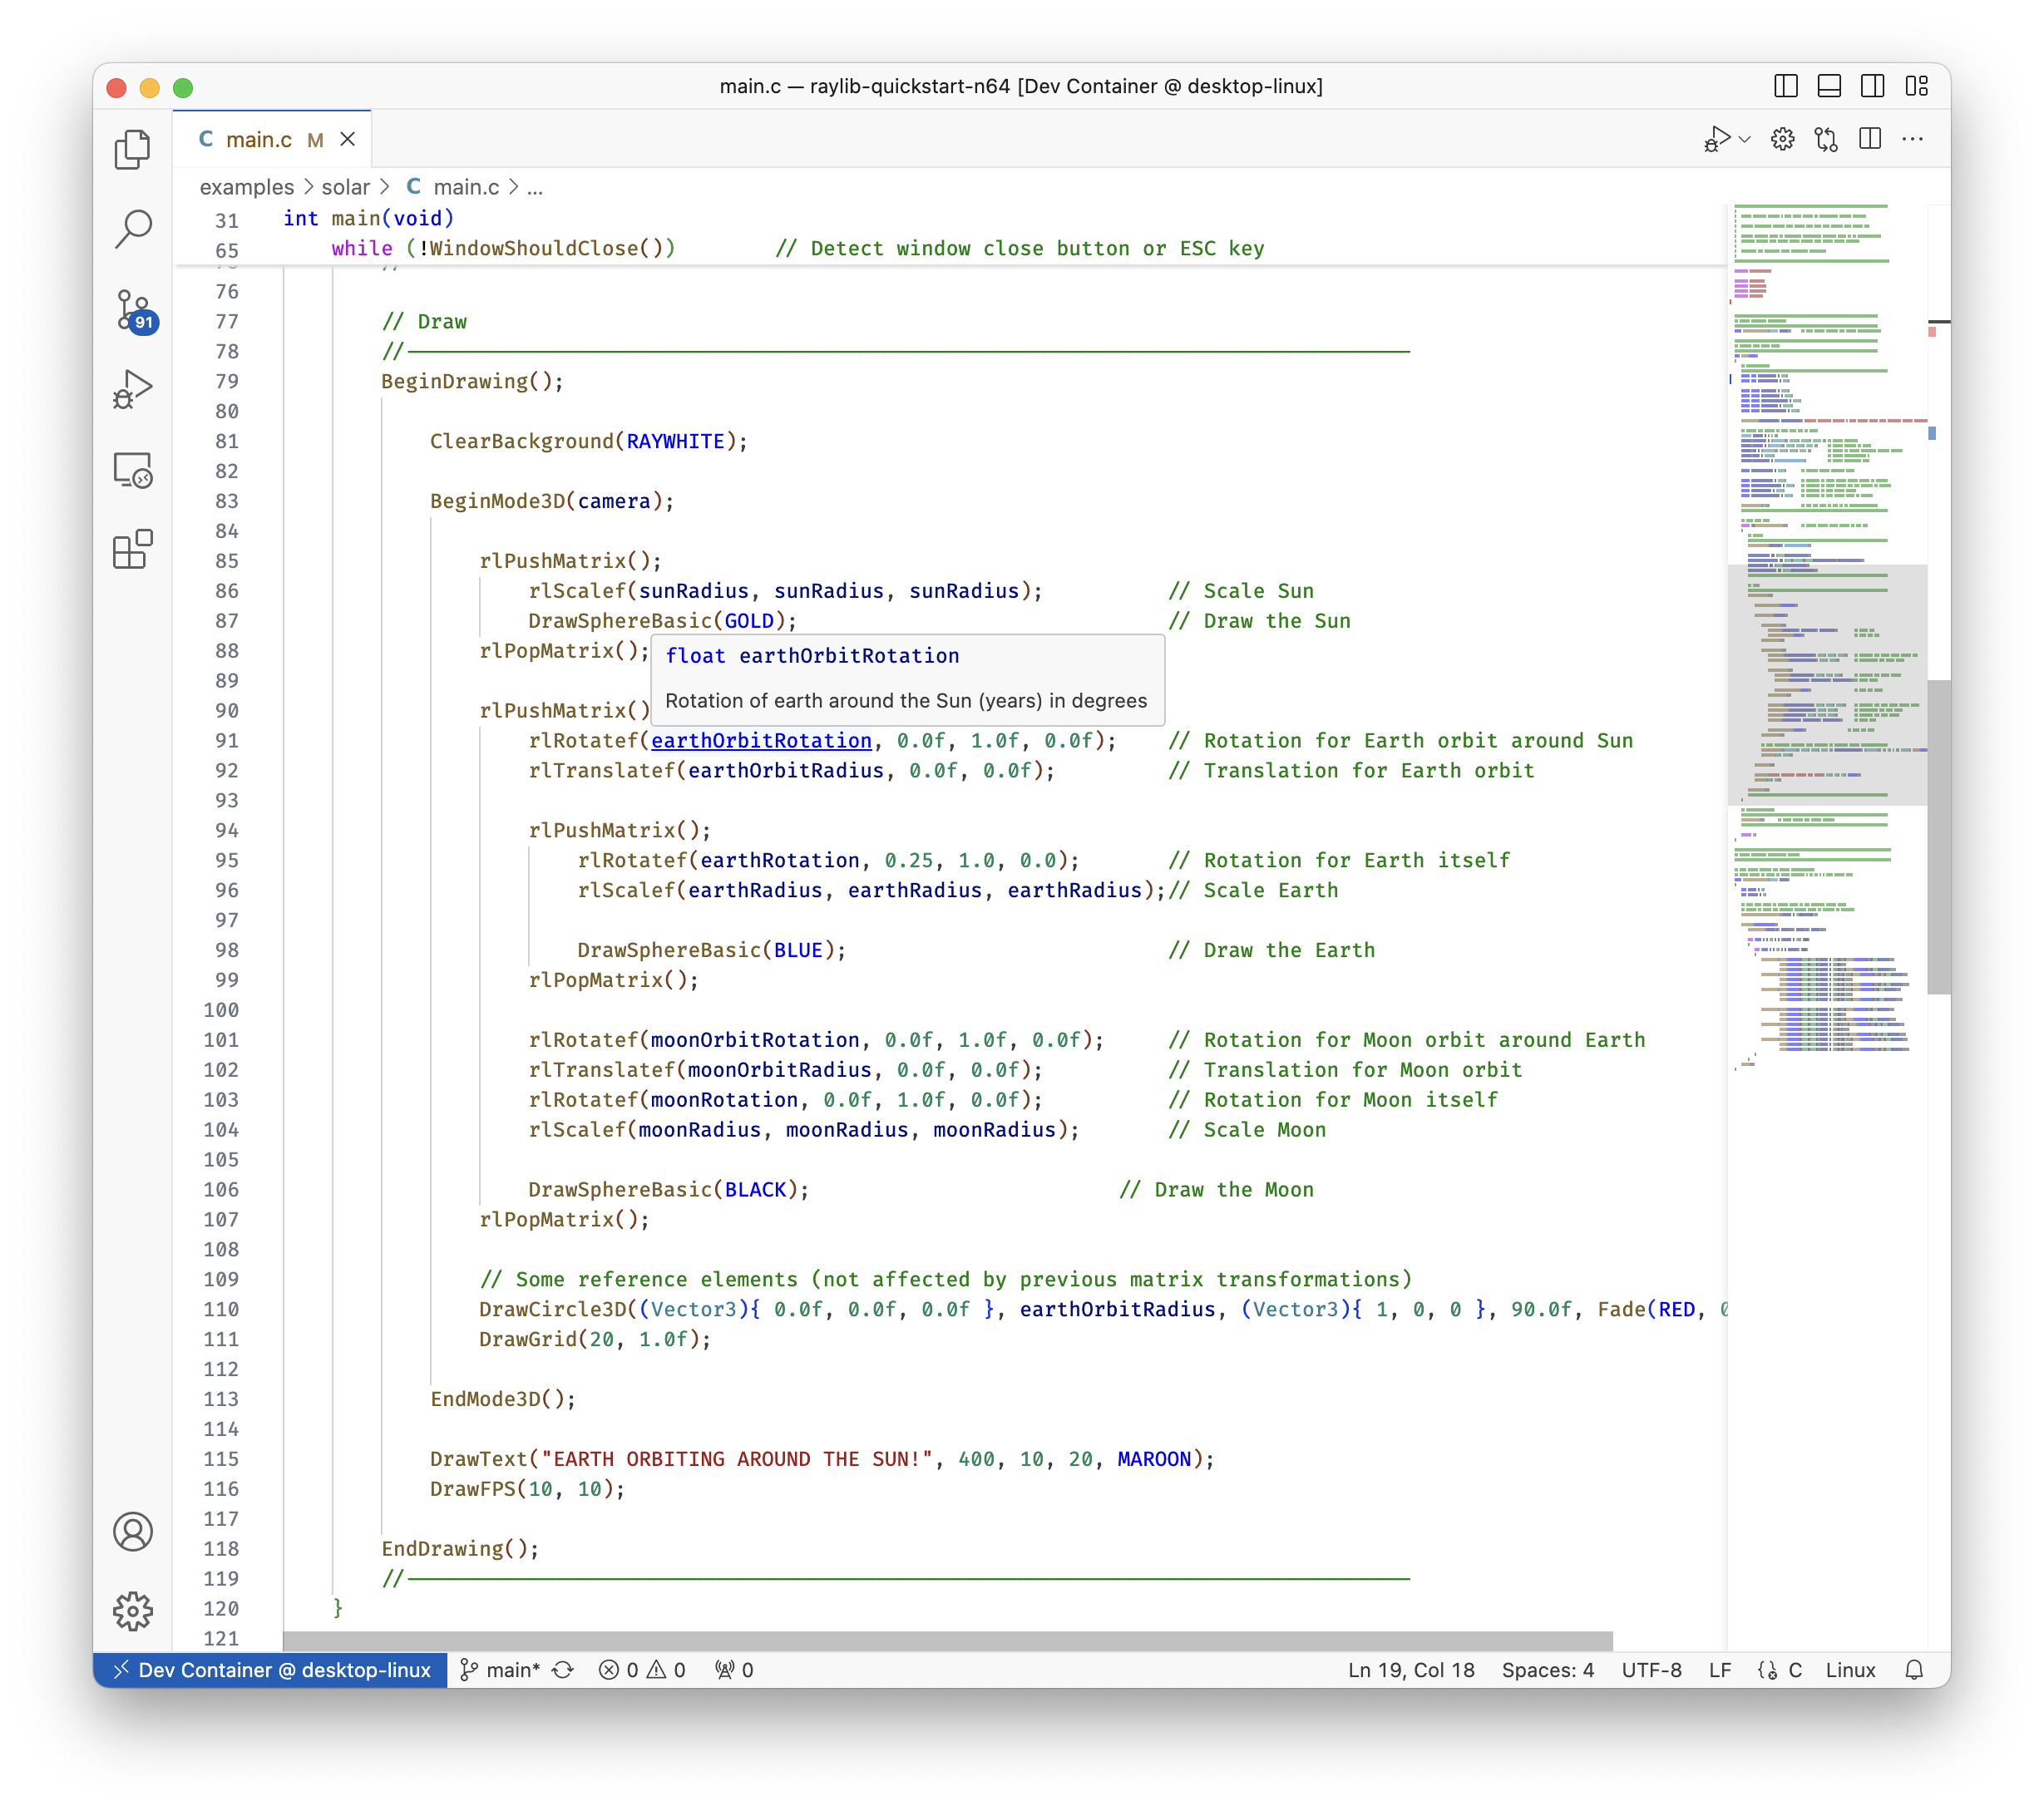 main.c — raylib-quickstart-n64 [Dev Container @ desktop-linux]
C main.c M
examples > solar > C main.c > ...
31 int main(void)
65 while (!WindowShouldClose()) // Detect window close button or ESC key
76
77 // Draw
78 //----------------------------------------------------------------------------------
79 BeginDrawing();
80
81 ClearBackground(RAYWHITE);
82
83 BeginMode3D(camera);
84
85 rlPushMatrix();
86 rlScalef(sunRadius, sunRadius, sunRadius); // Scale Sun
87 DrawSphereBasic(GOLD); // Draw the Sun
88 rlPopMatrix();
float earthOrbitRotation
89
Rotation of earth around the Sun (years) in degrees
90 rlPushMatrix()
91 rlRotatef(earthOrbitRotation, 0.0f, 1.0f, 0.0f); // Rotation for Earth orbit around Sun
92 rlTranslatef(earthOrbitRadius, 0.0f, 0.0f); // Translation for Earth orbit
93
94 rlPushMatrix();
95 rlRotatef(earthRotation, 0.25, 1.0, 0.0); // Rotation for Earth itself
96 rlScalef(earthRadius, earthRadius, earthRadius);// Scale Earth
97
98 DrawSphereBasic(BLUE); // Draw the Earth
99 rlPopMatrix();
100
101 rlRotatef(moonOrbitRotation, 0.0f, 1.0f, 0.0f); // Rotation for Moon orbit around Earth
102 rlTranslatef(moonOrbitRadius, 0.0f, 0.0f); // Translation for Moon orbit
103 rlRotatef(moonRotation, 0.0f, 1.0f, 0.0f); // Rotation for Moon itself
104 rlScalef(moonRadius, moonRadius, moonRadius); // Scale Moon
105
106 DrawSphereBasic(BLACK); // Draw the Moon
107 rlPopMatrix();
108
109 // Some reference elements (not affected by previous matrix transformations)
110 DrawCircle3D((Vector3){ 0.0f, 0.0f, 0.0f }, earthOrbitRadius, (Vector3){ 1, 0, 0 }, 90.0f, Fade(RED, 0
111 DrawGrid(20, 1.0f);
112
113 EndMode3D();
114
115 DrawText("EARTH ORBITING AROUND THE SUN!", 400, 10, 20, MAROON);
116 DrawFPS(10, 10);
117
118 EndDrawing();
119 //----------------------------------------------------------------------------------
120 }
121
91
Dev Container @ desktop-linux main* 0 0 0 Ln 19, Col 18 Spaces: 4 UTF-8 LF C Linux